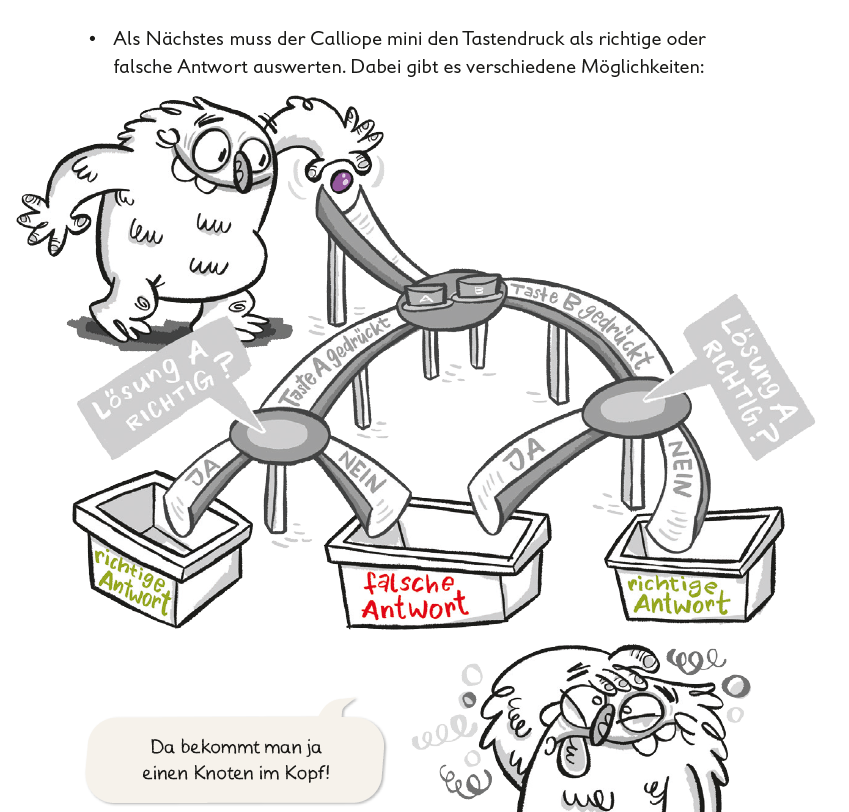 • Als Nächstes muss der Calliope mini den Tastendruck als richtige oder
falsche Antwort auswerten. Dabei gibt es verschiedene Möglichkeiten:
A
B
Taste A gedrückt
Taste B gedrückt
Lösung A
RICHTIG?
Lösung A
RICHTIG?
JA
NEIN
JA
NEIN
richtige
Antwort
falsche
Antwort
richtige
Antwort
Da bekommt man ja
einen Knoten im Kopf!